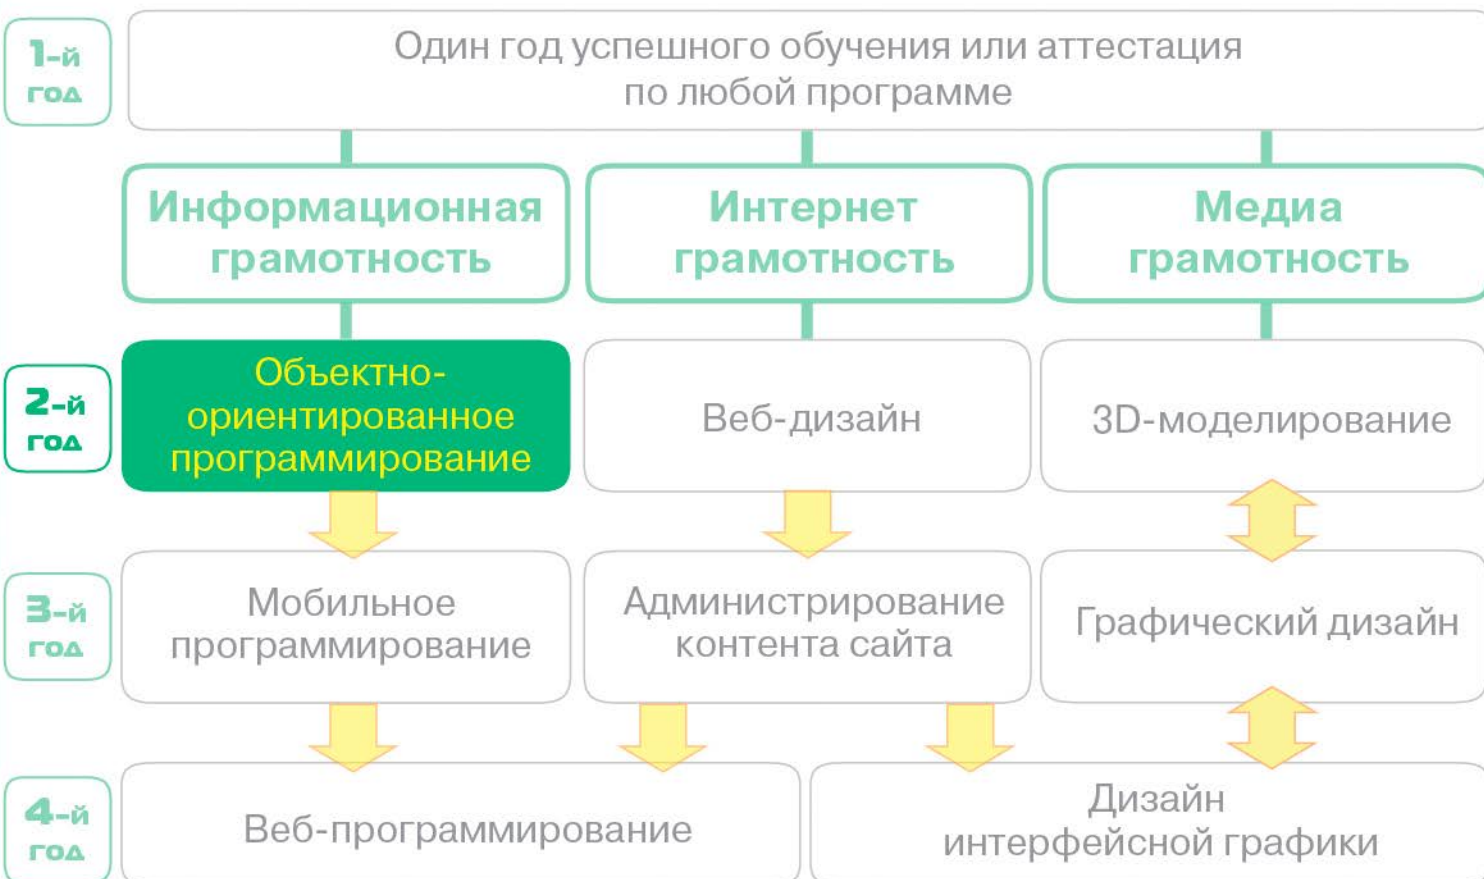 1-й
год
Один год успешного обучения или аттестация
по любой программе
Информационная
грамотность
Интернет
грамотность
Медиа
грамотность
2-й
год
Объектно-
ориентированное
программирование
Веб-дизайн
3D-моделирование
3-й
год
Мобильное
программирование
Администрирование
контента сайта
Графический дизайн
4-й
год
Веб-программирование
Дизайн
интерфейсной графики